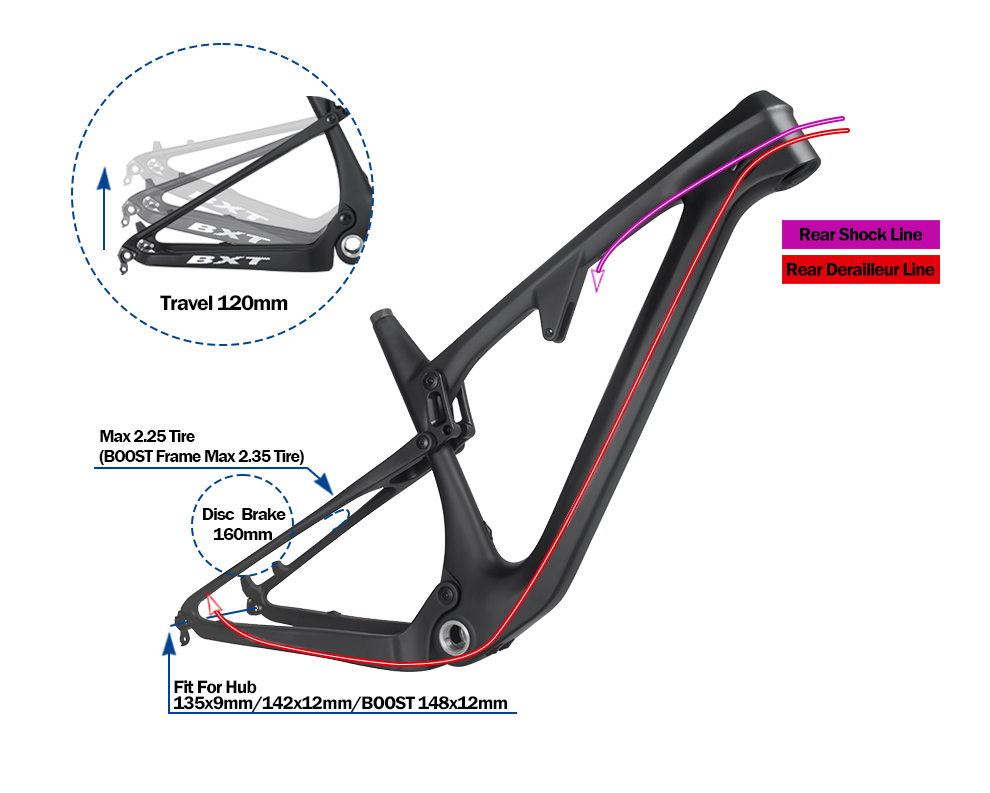 BXT
BXT
BXT
Travel 120mm
Rear Shock Line
Rear Derailleur Line
Max 2.25 Tire
(BOOST Frame Max 2.35 Tire)
Disc Brake
160mm
Fit For Hub
135x9mm/142x12mm/BOOST 148x12mm